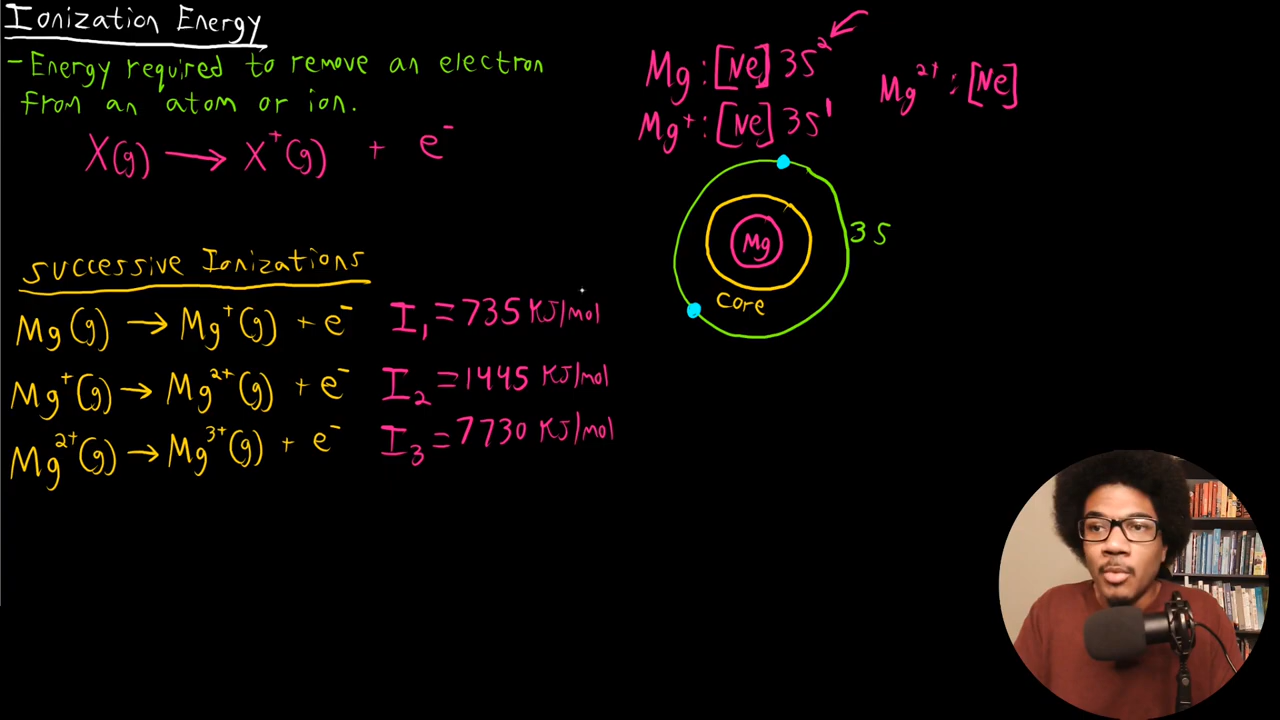 Ionization Energy
- Energy required to remove an electron
from an atom or ion.
X(g) → X⁺(g) + e⁻
Successive Ionizations
Mg(g) → Mg⁺(g) + e⁻ I₁ = 735 KJ/mol
Mg⁺(g) → Mg²⁺(g) + e⁻ I₂ = 1445 KJ/mol
Mg²⁺(g) → Mg³⁺(g) + e⁻ I₃ = 7730 KJ/mol
Mg : [Ne] 3S²
Mg⁺ : [Ne] 3S¹
Mg²⁺ : [Ne]
Mg
3S
core